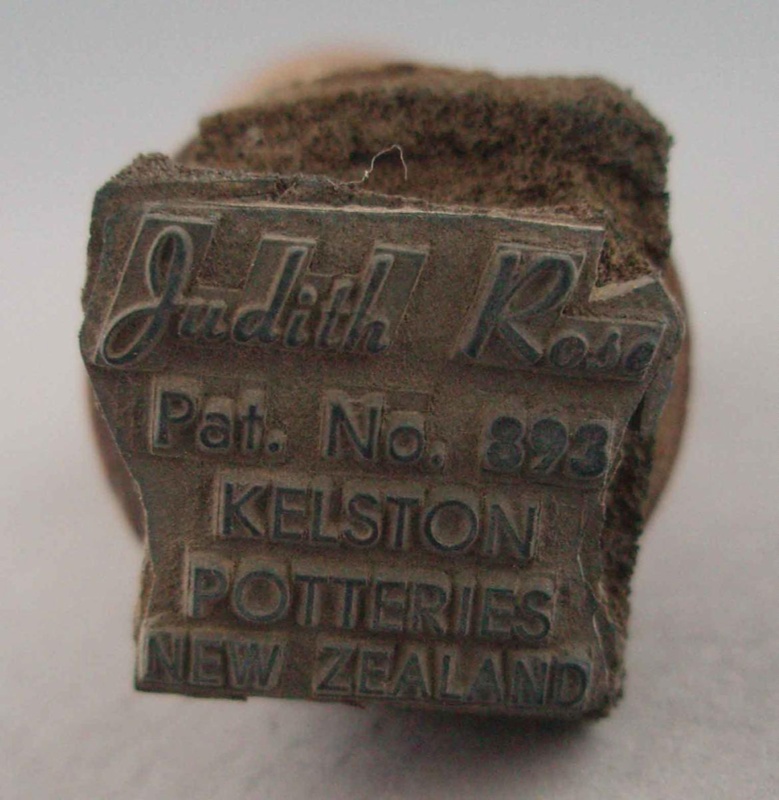 Judith Rose
Pat. No. 893
KELSTON
POTTERIES
NEW ZEALAND